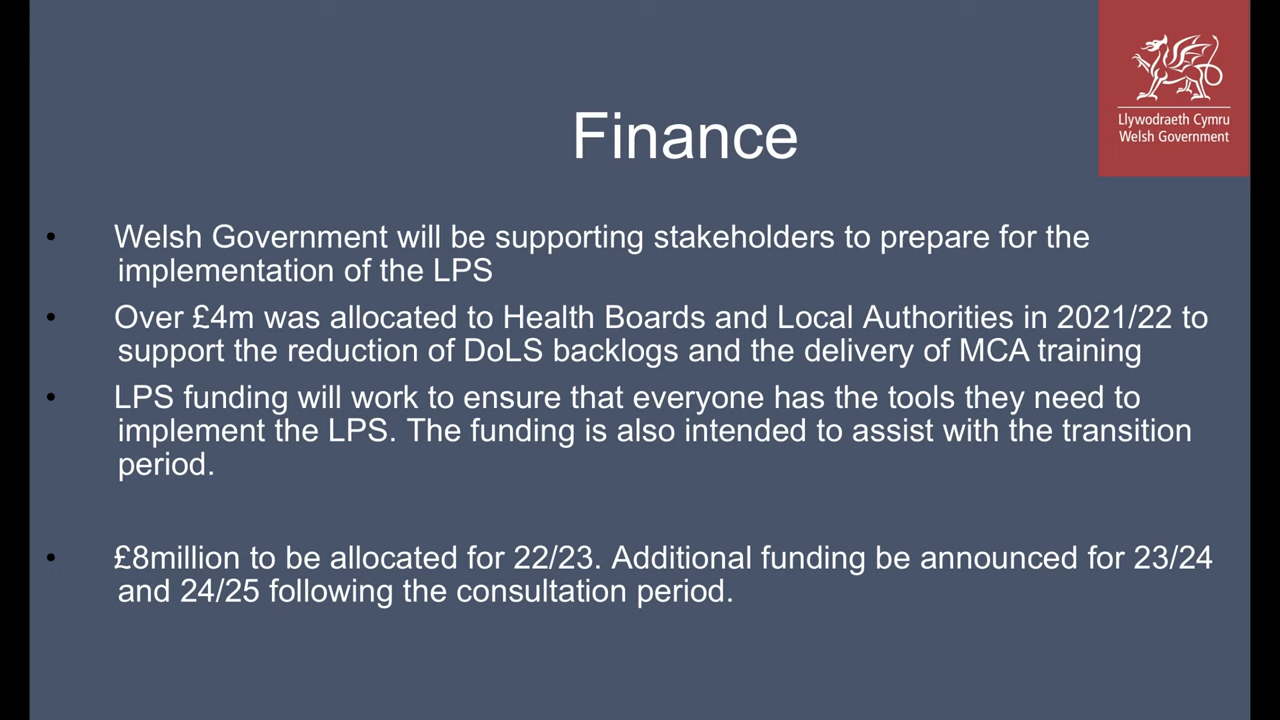 Llywodraeth Cymru
Welsh Government
Finance
• Welsh Government will be supporting stakeholders to prepare for the
implementation of the LPS
• Over £4m was allocated to Health Boards and Local Authorities in 2021/22 to
support the reduction of DoLS backlogs and the delivery of MCA training
• LPS funding will work to ensure that everyone has the tools they need to
implement the LPS. The funding is also intended to assist with the transition
period.
• £8million to be allocated for 22/23. Additional funding be announced for 23/24
and 24/25 following the consultation period.